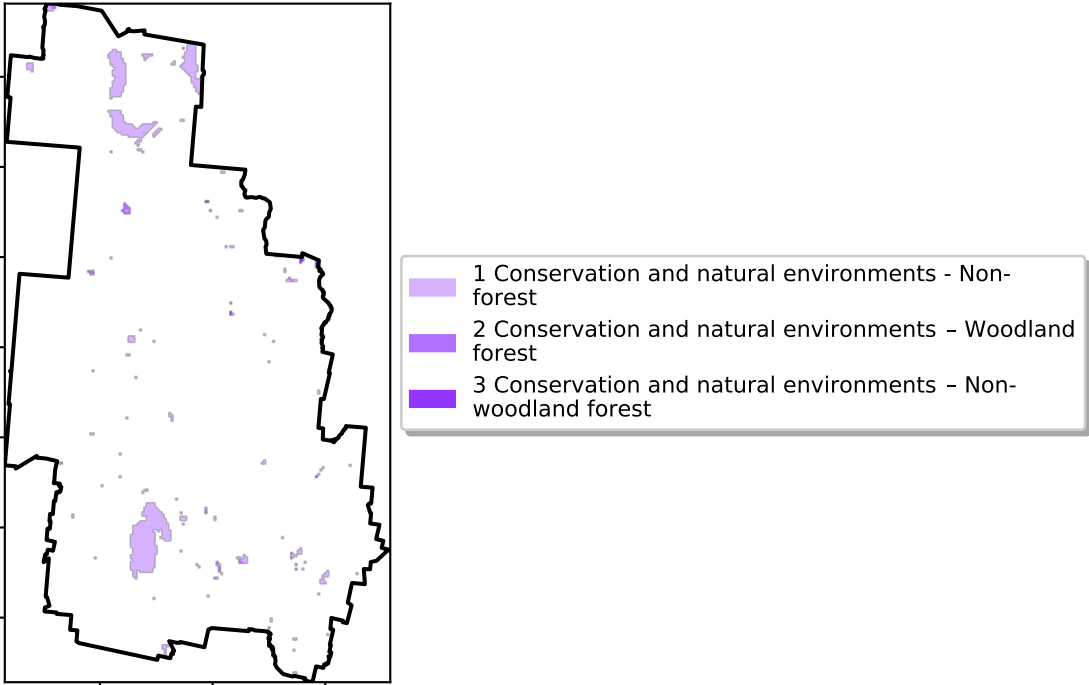 1 Conservation and natural environments - Non-
forest
2 Conservation and natural environments – Woodland
forest
3 Conservation and natural environments – Non-
woodland forest